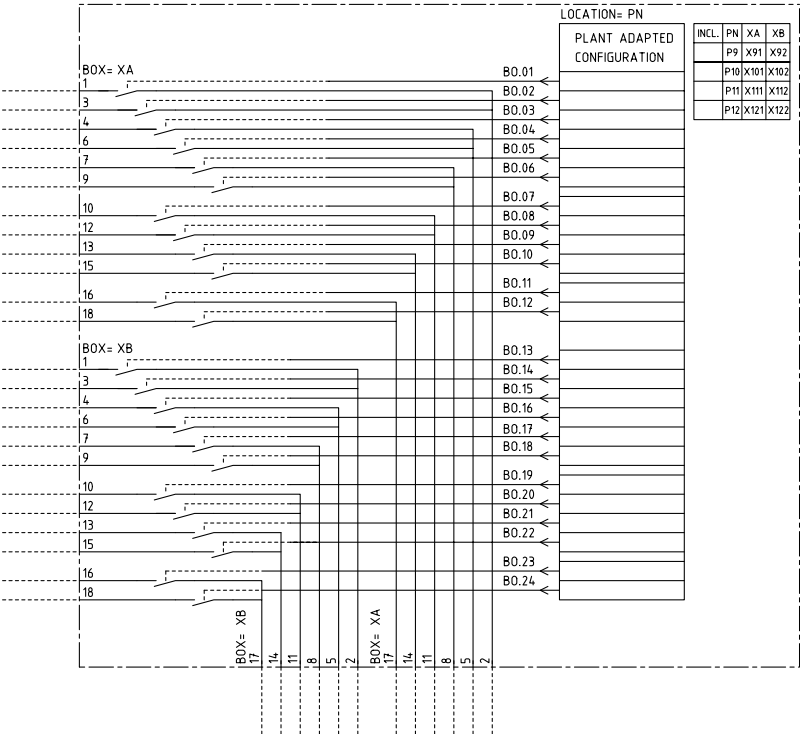 LOCATION= PN
PLANT ADAPTED
CONFIGURATION
INCL. PN XA XB
P9 X91 X92
P10 X101 X102
P11 X111 X112
P12 X121 X122
BOX= XA
1
3
4
6
7
9
10
12
13
15
16
18
BO.01
BO.02
BO.03
BO.04
BO.05
BO.06
BO.07
BO.08
BO.09
BO.10
BO.11
BO.12
BOX= XB
1
3
4
6
7
9
10
12
13
15
16
18
BO.13
BO.14
BO.15
BO.16
BO.17
BO.18
BO.19
BO.20
BO.21
BO.22
BO.23
BO.24
BOX= XB
17
14
11
8
5
2
BOX= XA
17
14
11
8
5
2